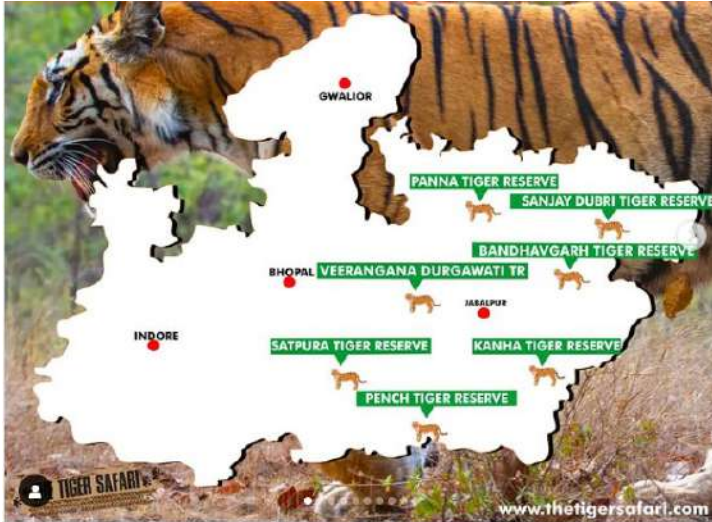 GWALIOR
PANNA TIGER RESERVE
SANJAY DUBRI TIGER RESERVE
BANDHAVGARH TIGER RESERVE
BHOPAL
VEERANGANA DURGAWATI TR
JABALPUR
INDORE
SATPURA TIGER RESERVE
KANHA TIGER RESERVE
PENCH TIGER RESERVE
TIGER SAFARI
www.thetigersafari.com